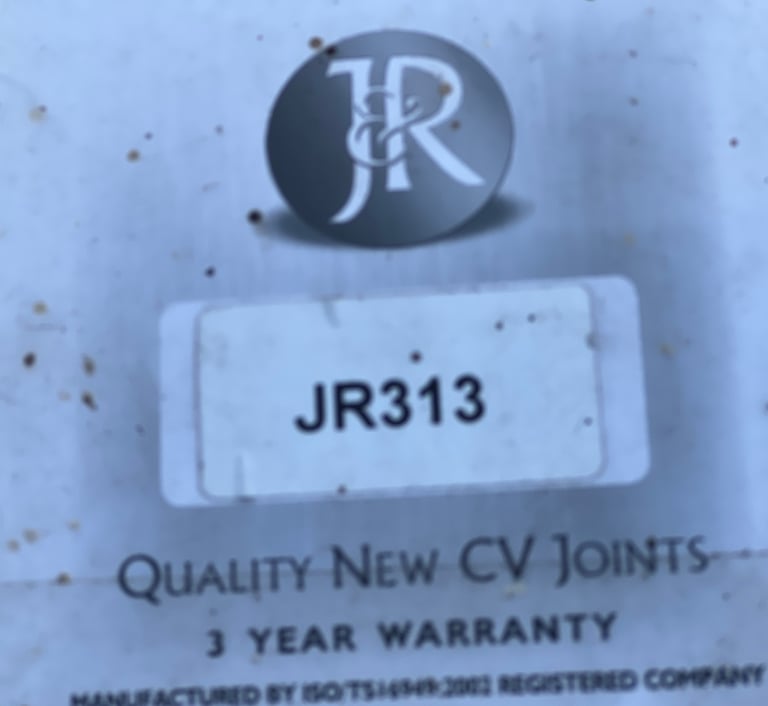 J&R
JR313
QUALITY NEW CV JOINTS
3 YEAR WARRANTY
MANUFACTURED BY ISO/TS16949:2002 REGISTERED COMPANY